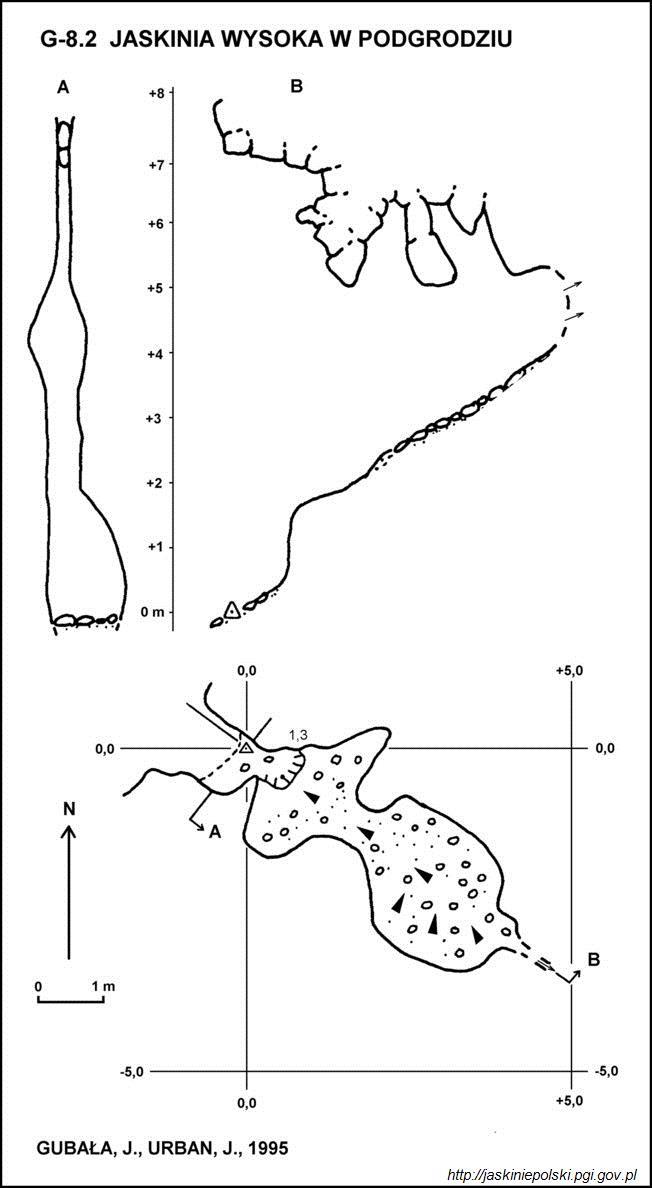 G-8.2 JASKINIA WYSOKA W PODGRODZIU
A
B
+8
+7
+6
+5
+4
+3
+2
+1
0 m
0,0
+5,0
0,0
1,3
0,0
A
N
B
0 1 m
-5,0
-5,0
0,0
+5,0
GUBAŁA, J., URBAN, J., 1995
http://jaskiniepolski.pgi.gov.pl